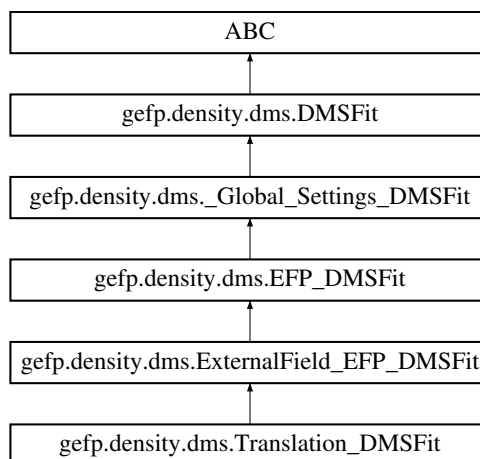 ABC
gefp.density.dms.DMSFit
gefp.density.dms._Global_Settings_DMSFit
gefp.density.dms.EFP_DMSFit
gefp.density.dms.ExternalField_EFP_DMSFit
gefp.density.dms.Translation_DMSFit